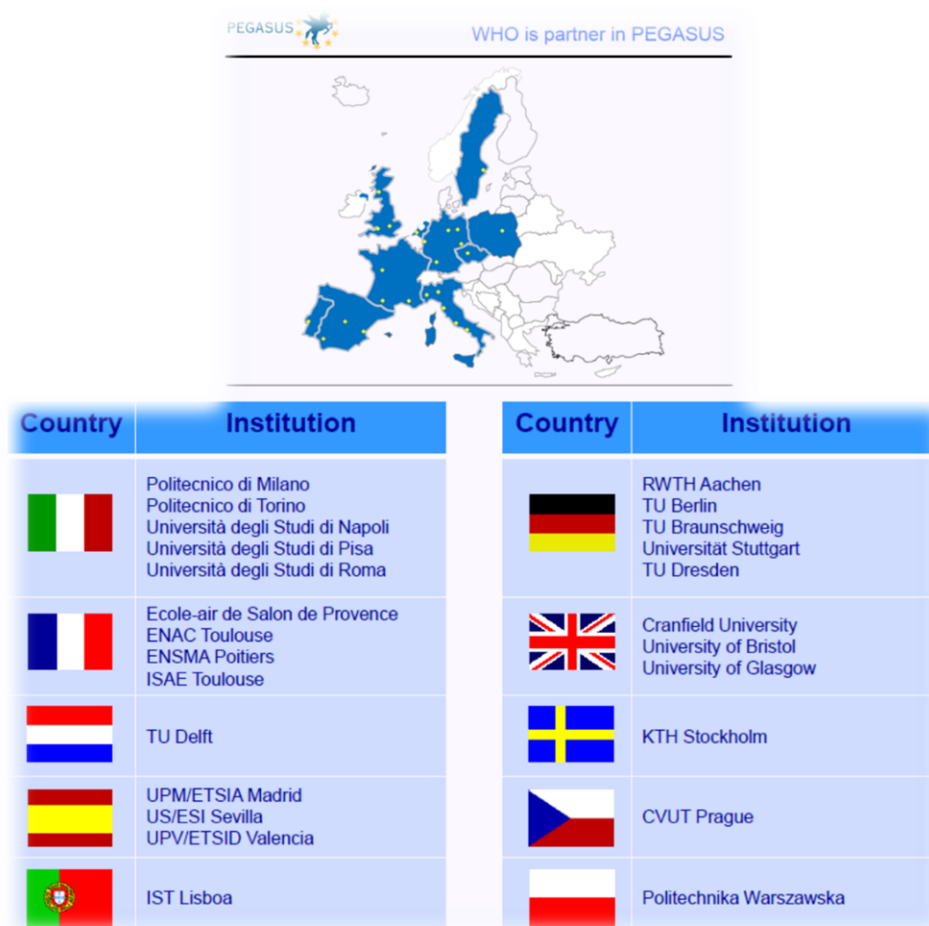 PEGASUS
WHO is partner in PEGASUS
Country
Institution
Politecnico di Milano
Politecnico di Torino
Università degli Studi di Napoli
Università degli Studi di Pisa
Università degli Studi di Roma
Ecole-air de Salon de Provence
ENAC Toulouse
ENSMA Poitiers
ISAE Toulouse
TU Delft
UPM/ETSIA Madrid
US/ESI Sevilla
UPV/ETSID Valencia
IST Lisboa
Country
Institution
RWTH Aachen
TU Berlin
TU Braunschweig
Universität Stuttgart
TU Dresden
Cranfield University
University of Bristol
University of Glasgow
KTH Stockholm
CVUT Prague
Politechnika Warszawska